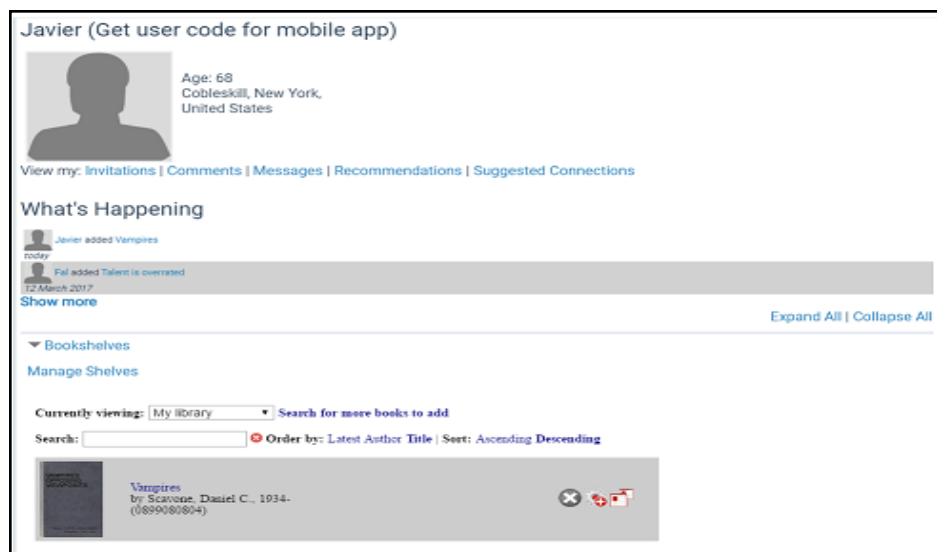 Javier (Get user code for mobile app)
Age: 68
Cobleskill, New York,
United States
View my: Invitations | Comments | Messages | Recommendations | Suggested Connections
What's Happening
Javier added Vampires
today
Fal added Talent is overrated
12 March 2017
Show more
Expand All | Collapse All
Bookshelves
Manage Shelves
Currently viewing: My library Search for more books to add
Search: Order by: Latest Author Title | Sort: Ascending Descending
Vampires
by Scavone, Daniel C., 1934-
(0899080804)